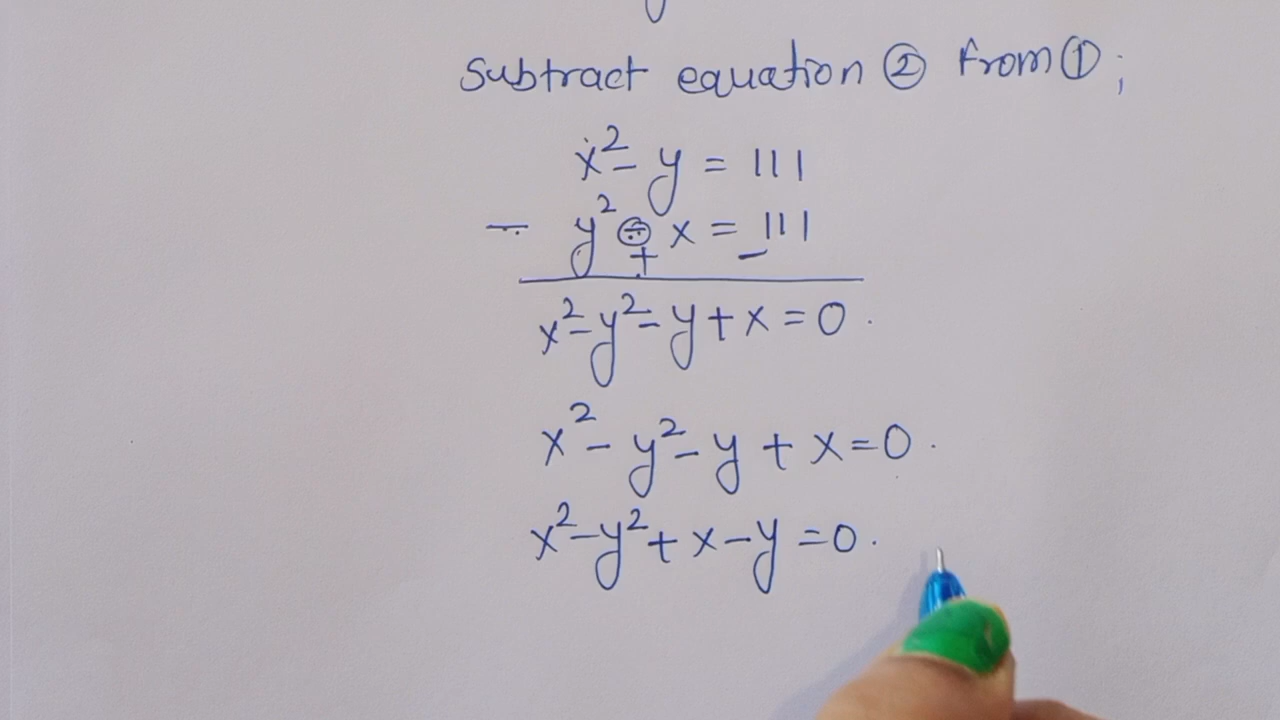 Subtract equation ② from ①;
x² - y = 111
- y² ⊖ x = 111
+ -
x² - y² - y + x = 0.
x² - y² - y + x = 0.
x² - y² + x - y = 0.